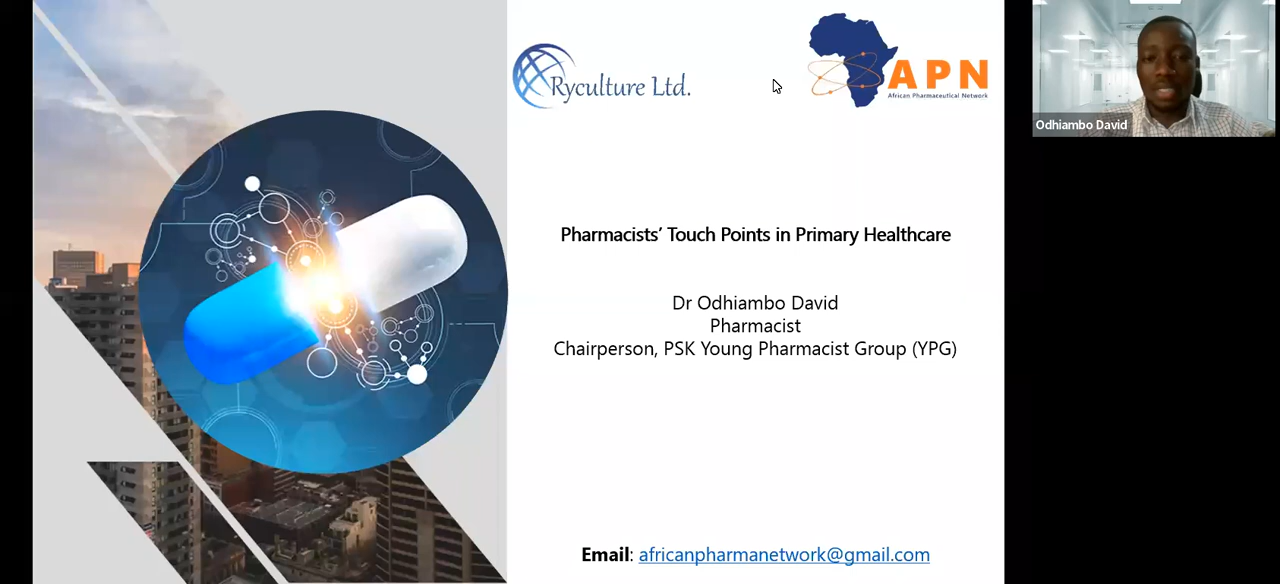 Ryculture Ltd.
APN
African Pharmaceutical Network
Odhiambo David
Pharmacists' Touch Points in Primary Healthcare
Dr Odhiambo David
Pharmacist
Chairperson, PSK Young Pharmacist Group (YPG)
Email: africanpharmanetwork@gmail.com